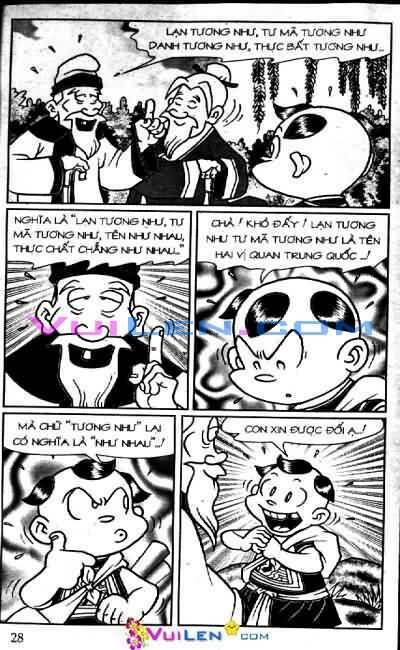 LẠN TƯƠNG NHƯ, TƯ MÃ TƯƠNG NHƯ
DANH TƯƠNG NHƯ, THỰC BẤT TƯƠNG NHƯ...
NGHĨA LÀ "LẠN TƯƠNG NHƯ, TƯ
MÃ TƯƠNG NHƯ, TÊN NHƯ NHAU,
THỰC CHẤT CHẲNG NHƯ NHAU..."
CHÀ ! KHÓ ĐẤY ! LẠN TƯƠNG
NHƯ TƯ MÃ TƯƠNG NHƯ LÀ TÊN
HAI VỊ QUAN TRUNG QUỐC ...!
VUILEN.COM
MÀ CHỮ "TƯƠNG NHƯ" LẠI
CÓ NGHĨA LÀ "NHƯ NHAU"...!
CON XIN ĐƯỢC ĐỐI Ạ...!
28
VUILEN.COM